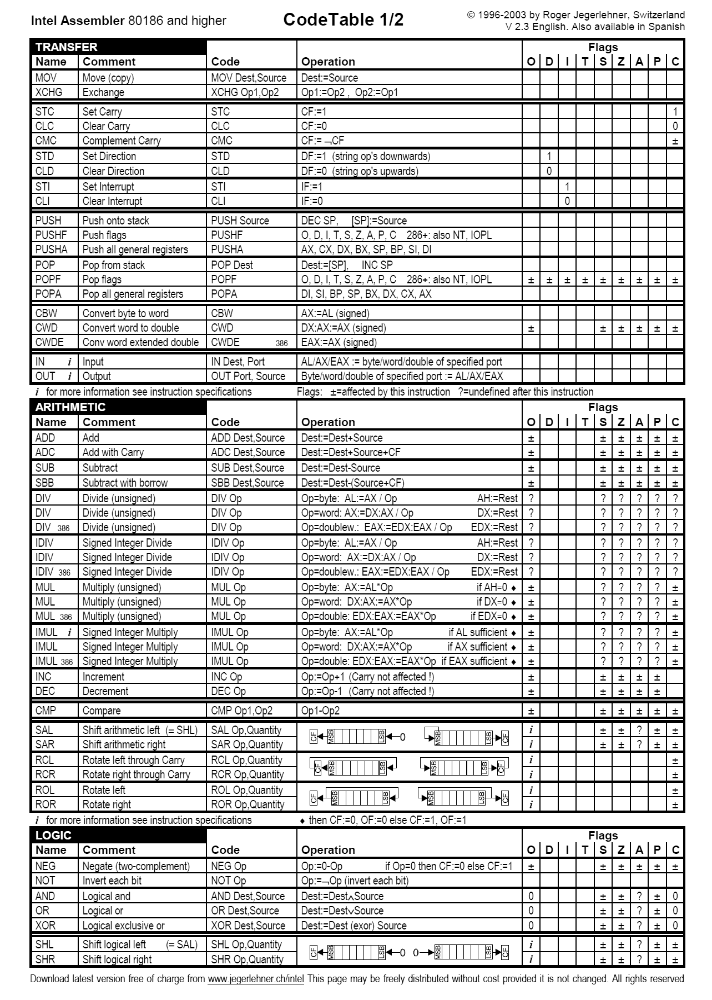 Intel Assembler 80186 and higher CodeTable 1/2 © 1996-2003 by Roger Jegerlehner, Switzerland
V 2.3 English. Also available in Spanish
TRANSFER Flags
Name Comment Code Operation O D I T S Z A P C
MOV Move (copy) MOV Dest,Source Dest:=Source
XCHG Exchange XCHG Op1,Op2 Op1:=Op2 , Op2:=Op1
STC Set Carry STC CF:=1 1
CLC Clear Carry CLC CF:=0 0
CMC Complement Carry CMC CF:= ¬CF ±
STD Set Direction STD DF:=1 (string op's downwards) 1
CLD Clear Direction CLD DF:=0 (string op's upwards) 0
STI Set Interrupt STI IF:=1 1
CLI Clear Interrupt CLI IF:=0 0
PUSH Push onto stack PUSH Source DEC SP, [SP]:=Source
PUSHF Push flags PUSHF O, D, I, T, S, Z, A, P, C 286+: also NT, IOPL
PUSHA Push all general registers PUSHA AX, CX, DX, BX, SP, BP, SI, DI
POP Pop from stack POP Dest Dest:=[SP], INC SP
POPF Pop flags POPF O, D, I, T, S, Z, A, P, C 286+: also NT, IOPL ± ± ± ± ± ± ± ± ±
POPA Pop all general registers POPA DI, SI, BP, SP, BX, DX, CX, AX
CBW Convert byte to word CBW AX:=AL (signed)
CWD Convert word to double CWD DX:AX:=AX (signed) ± ± ± ± ± ±
CWDE Conv word extended double CWDE 386 EAX:=AX (signed)
IN i Input IN Dest, Port AL/AX/EAX := byte/word/double of specified port
OUT i Output OUT Port, Source Byte/word/double of specified port := AL/AX/EAX
i for more information see instruction specifications Flags: ±=affected by this instruction ?=undefined after this instruction
ARITHMETIC Flags
Name Comment Code Operation O D I T S Z A P C
ADD Add ADD Dest,Source Dest:=Dest+Source ± ± ± ± ± ±
ADC Add with Carry ADC Dest,Source Dest:=Dest+Source+CF ± ± ± ± ± ±
SUB Subtract SUB Dest,Source Dest:=Dest-Source ± ± ± ± ± ±
SBB Subtract with borrow SBB Dest,Source Dest:=Dest-(Source+CF) ± ± ± ± ± ±
DIV Divide (unsigned) DIV Op Op=byte: AL:=AX / Op AH:=Rest ? ? ? ? ? ?
DIV Divide (unsigned) DIV Op Op=word: AX:=DX:AX / Op DX:=Rest ? ? ? ? ? ?
DIV 386 Divide (unsigned) DIV Op Op=doublew.: EAX:=EDX:EAX / Op EDX:=Rest ? ? ? ? ? ?
IDIV Signed Integer Divide IDIV Op Op=byte: AL:=AX / Op AH:=Rest ? ? ? ? ? ?
IDIV Signed Integer Divide IDIV Op Op=word: AX:=DX:AX / Op DX:=Rest ? ? ? ? ? ?
IDIV 386 Signed Integer Divide IDIV Op Op=doublew.: EAX:=EDX:EAX / Op EDX:=Rest ? ? ? ? ? ?
MUL Multiply (unsigned) MUL Op Op=byte: AX:=AL*Op if AH=0 ♦ ± ? ? ? ? ±
MUL Multiply (unsigned) MUL Op Op=word: DX:AX:=AX*Op if DX=0 ♦ ± ? ? ? ? ±
MUL 386 Multiply (unsigned) MUL Op Op=double: EDX:EAX:=EAX*Op if EDX=0 ♦ ± ? ? ? ? ±
IMUL i Signed Integer Multiply IMUL Op Op=byte: AX:=AL*Op if AL sufficient ♦ ± ? ? ? ? ±
IMUL Signed Integer Multiply IMUL Op Op=word: DX:AX:=AX*Op if AX sufficient ♦ ± ? ? ? ? ±
IMUL 386 Signed Integer Multiply IMUL Op Op=double: EDX:EAX:=EAX*Op if EAX sufficient ♦ ± ? ? ? ? ±
INC Increment INC Op Op:=Op+1 (Carry not affected !) ± ± ± ± ±
DEC Decrement DEC Op Op:=Op-1 (Carry not affected !) ± ± ± ± ±
CMP Compare CMP Op1,Op2 Op1-Op2 ± ± ± ± ± ±
SAL Shift arithmetic left (≡ SHL) SAL Op,Quantity i ± ± ? ± ±
CF MSB LSB 0 MSB LSB CF
SAR Shift arithmetic right SAR Op,Quantity i ± ± ? ± ±
RCL Rotate left through Carry RCL Op,Quantity i ±
CF MSB LSB MSB LSB CF
RCR Rotate right through Carry RCR Op,Quantity i ±
ROL Rotate left ROL Op,Quantity i ±
CF MSB LSB MSB LSB CF
ROR Rotate right ROR Op,Quantity i ±
i for more information see instruction specifications ♦ then CF:=0, OF:=0 else CF:=1, OF:=1
LOGIC Flags
Name Comment Code Operation O D I T S Z A P C
NEG Negate (two-complement) NEG Op Op:=0-Op if Op=0 then CF:=0 else CF:=1 ± ± ± ± ± ±
NOT Invert each bit NOT Op Op:=¬Op (invert each bit)
AND Logical and AND Dest,Source Dest:=Dest∧Source 0 ± ± ? ± 0
OR Logical or OR Dest,Source Dest:=Dest∨Source 0 ± ± ? ± 0
XOR Logical exclusive or XOR Dest,Source Dest:=Dest (exor) Source 0 ± ± ? ± 0
SHL Shift logical left (≡ SAL) SHL Op,Quantity i ± ± ? ± ±
CF MSB LSB 0 0 MSB LSB CF
SHR Shift logical right SHR Op,Quantity i ± ± ? ± ±
Download latest version free of charge from www.jegerlehner.ch/intel This page may be freely distributed without cost provided it is not changed. All rights reserved